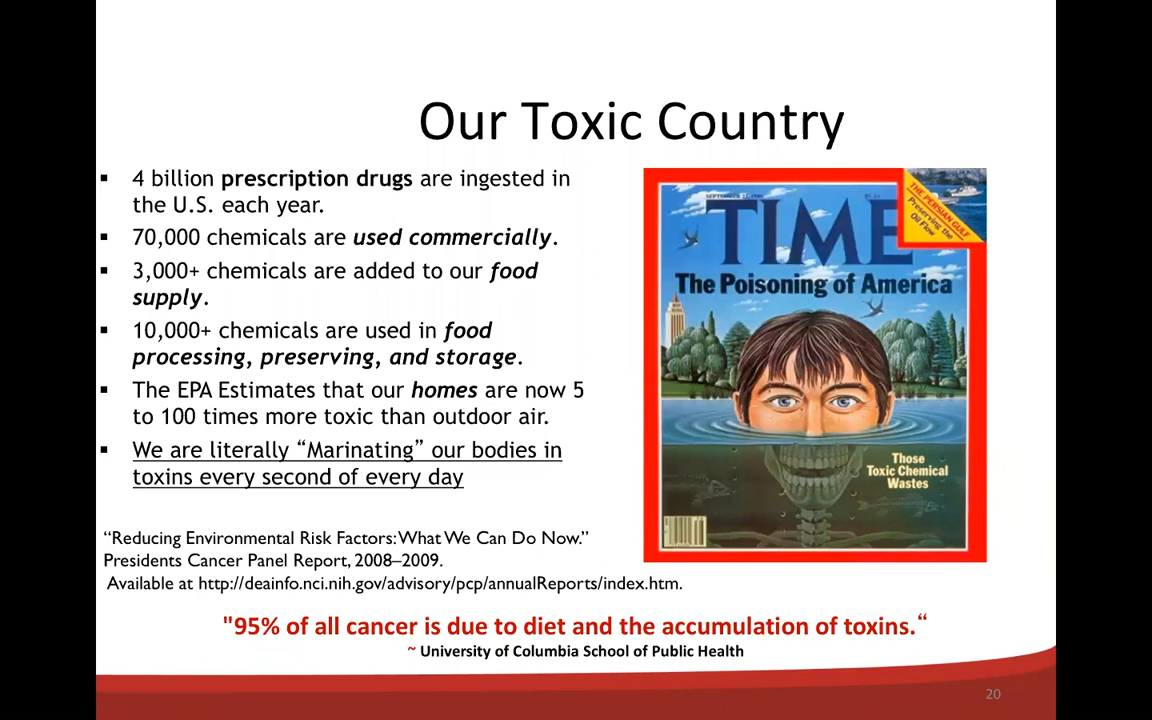 Our Toxic Country
▪ 4 billion prescription drugs are ingested in
the U.S. each year.
▪ 70,000 chemicals are used commercially.
▪ 3,000+ chemicals are added to our food
supply.
▪ 10,000+ chemicals are used in food
processing, preserving, and storage.
▪ The EPA Estimates that our homes are now 5
to 100 times more toxic than outdoor air.
▪ We are literally “Marinating” our bodies in
toxins every second of every day
TIME
THE PERSIAN GULF
Preserving the
Oil Flow
The Poisoning of America
Those
Toxic Chemical
Wastes
“Reducing Environmental Risk Factors: What We Can Do Now.”
Presidents Cancer Panel Report, 2008–2009.
Available at http://deainfo.nci.nih.gov/advisory/pcp/annualReports/index.htm.
"95% of all cancer is due to diet and the accumulation of toxins.“
~ University of Columbia School of Public Health
20